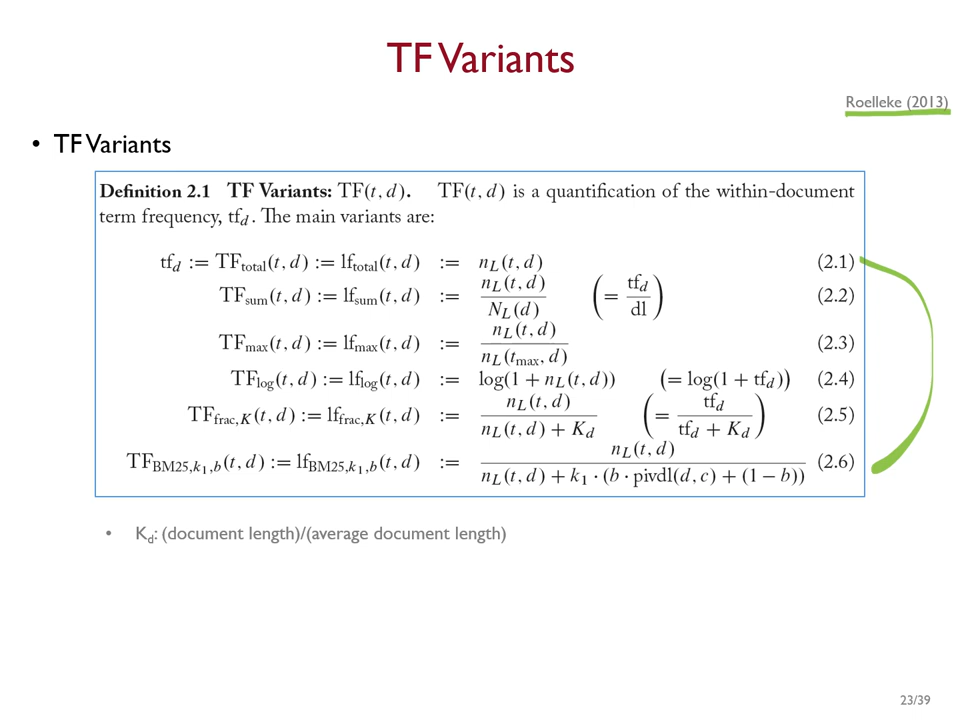 TF Variants
Roelleke (2013)
• TF Variants
Definition 2.1 TF Variants: TF(t, d). TF(t, d) is a quantification of the within-document
term frequency, tf_d. The main variants are:
tf_d := TF_total(t, d) := lf_total(t, d) := n_L(t, d) (2.1)
TF_sum(t, d) := lf_sum(t, d) := n_L(t, d) / N_L(d) (= tf_d / dl) (2.2)
TF_max(t, d) := lf_max(t, d) := n_L(t, d) / n_L(t_max, d) (2.3)
TF_log(t, d) := lf_log(t, d) := log(1 + n_L(t, d)) (= log(1 + tf_d)) (2.4)
TF_frac,K(t, d) := lf_frac,K(t, d) := n_L(t, d) / n_L(t, d) + K_d (= tf_d / tf_d + K_d) (2.5)
TF_BM25,k₁,b(t, d) := lf_BM25,k₁,b(t, d) := n_L(t, d) / n_L(t, d) + k₁ · (b · pivdl(d, c) + (1 − b)) (2.6)
• K_d: (document length)/(average document length)
23/39